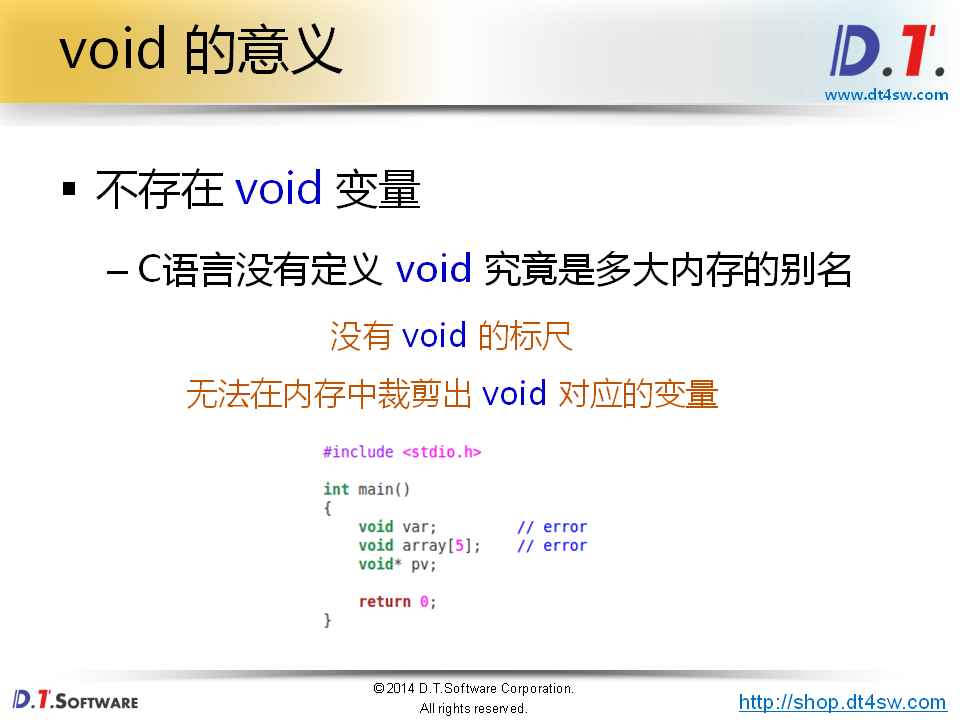 void 的意义
D.T.
www.dt4sw.com
▪ 不存在 void 变量
– C语言没有定义 void 究竟是多大内存的别名
没有 void 的标尺
无法在内存中裁剪出 void 对应的变量
#include <stdio.h>
int main()
{
    void var;         // error
    void array[5];    // error
    void* pv;
    return 0;
}
D.T.SOFTWARE
©2014 D.T.Software Corporation.
All rights reserved.
http://shop.dt4sw.com